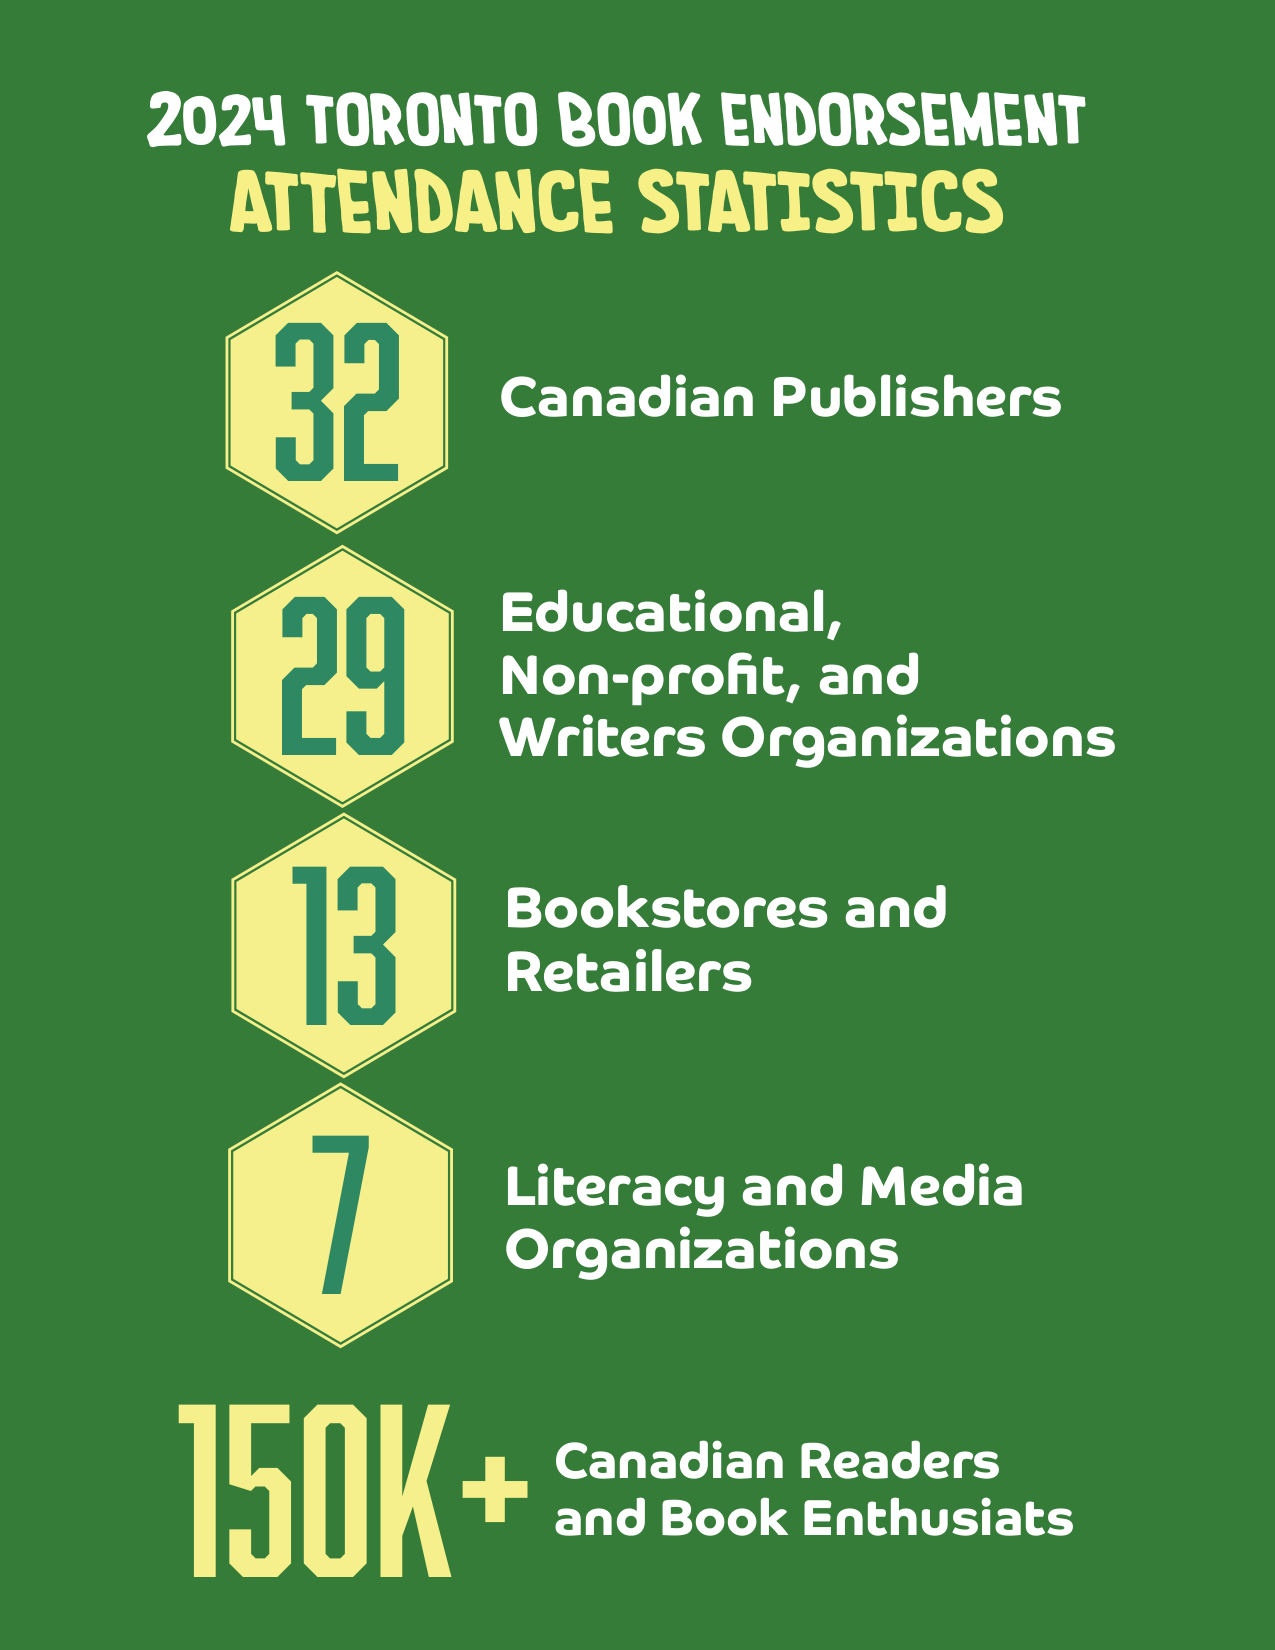 2024 TORONTO BOOK ENDORSEMENT
ATTENDANCE STATISTICS
32
Canadian Publishers
29
Educational,
Non-profit, and
Writers Organizations
13
Bookstores and
Retailers
7
Literacy and Media
Organizations
150K+
Canadian Readers
and Book Enthusiats